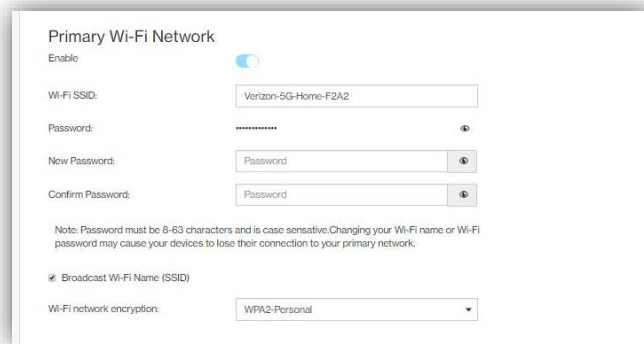 Primary Wi-Fi Network
Enable
Wi-Fi SSID:
Verizon-5G-Home-F2A2
Password:
•••••••••••••
New Password:
Password
Confirm Password:
Password
Note: Password must be 8-63 characters and is case sensative.Changing your Wi-Fi name or Wi-Fi
password may cause your devices to lose their connection to your primary network.
Broadcast Wi-Fi Name (SSID)
Wi-Fi network encryption:
WPA2-Personal